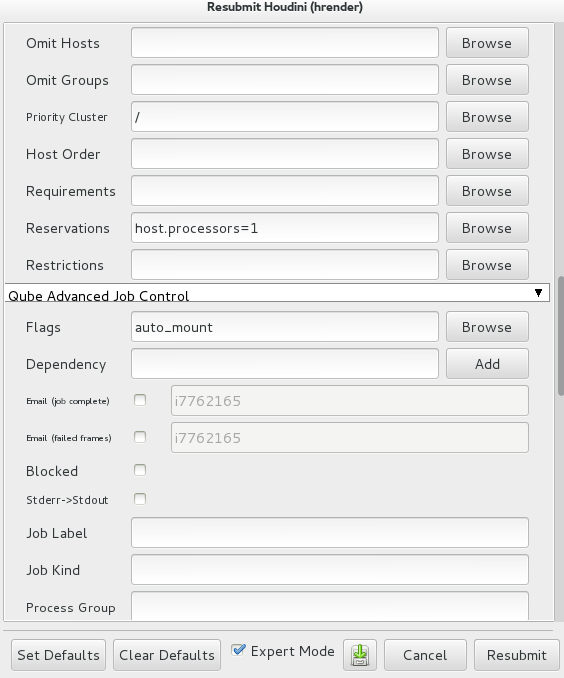 Resubmit Houdini (hrender)
Omit Hosts Browse
Omit Groups Browse
Priority Cluster / Browse
Host Order Browse
Requirements Browse
Reservations host.processors=1 Browse
Restrictions Browse
Qube Advanced Job Control
Flags auto_mount Browse
Dependency Add
Email (job complete) i7762165
Email (failed frames) i7762165
Blocked
Stderr->Stdout
Job Label
Job Kind
Process Group
Set Defaults Clear Defaults Expert Mode Cancel Resubmit